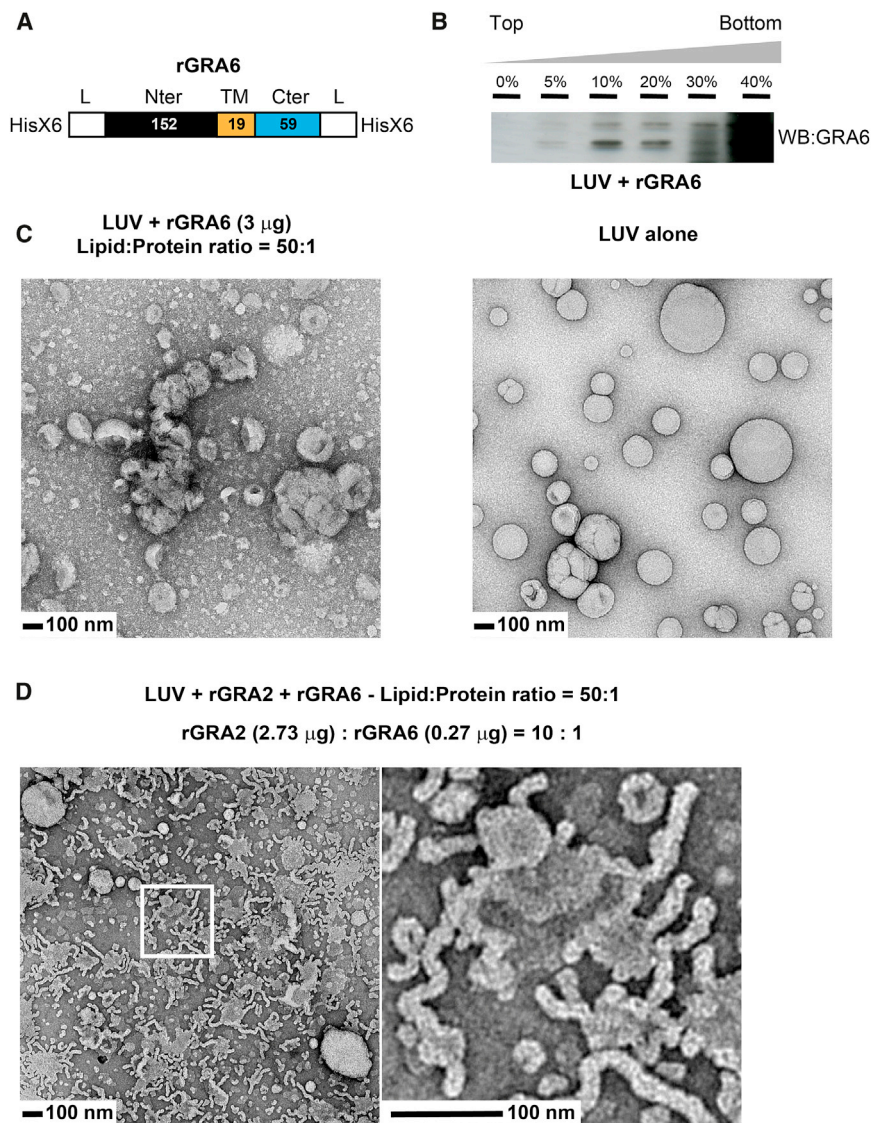 A
rGRA6
L Nter TM Cter L
HisX6 152 19 59 HisX6
B
Top Bottom
0% 5% 10% 20% 30% 40%
WB:GRA6
LUV + rGRA6
C
LUV + rGRA6 (3 μg)
Lipid:Protein ratio = 50:1
LUV alone
100 nm
100 nm
D
LUV + rGRA2 + rGRA6 - Lipid:Protein ratio = 50:1
rGRA2 (2.73 μg) : rGRA6 (0.27 μg) = 10 : 1
100 nm
100 nm